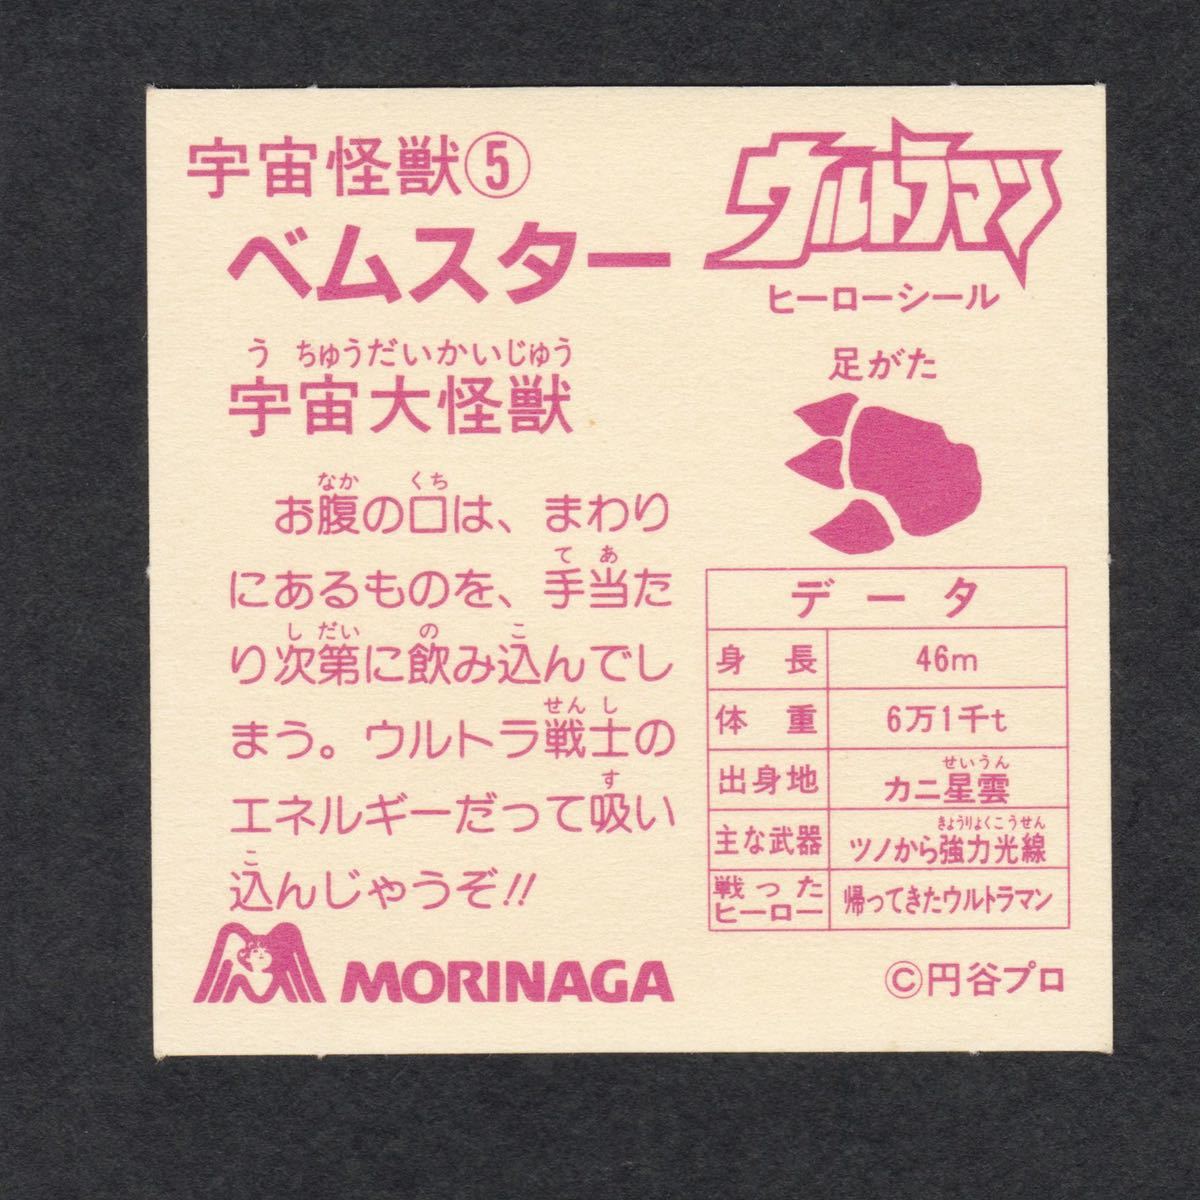 宇宙怪獣⑤
ベムスター
うちゅうだいかいじゅう
宇宙大怪獣
なか くち
お腹の口は、まわり
て あ
にあるものを、手当た
し だい の こ
り次第に飲み込んでし
せん し
まう。ウルトラ戦士の
す
エネルギーだって吸い
こ
込んじゃうぞ!!
MORINAGA
ウルトラマン
ヒーローシール
足がた
データ
身長 46m
体重 6万1千t
せいうん
出身地 カニ星雲
きょうりょくこうせん
主な武器 ツノから強力光線
戦った
ヒーロー 帰ってきたウルトラマン
©円谷プロ